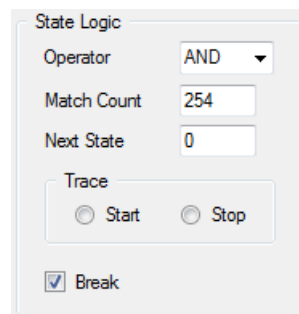 State Logic
Operator AND
Match Count 254
Next State 0
Trace
Start Stop
Break